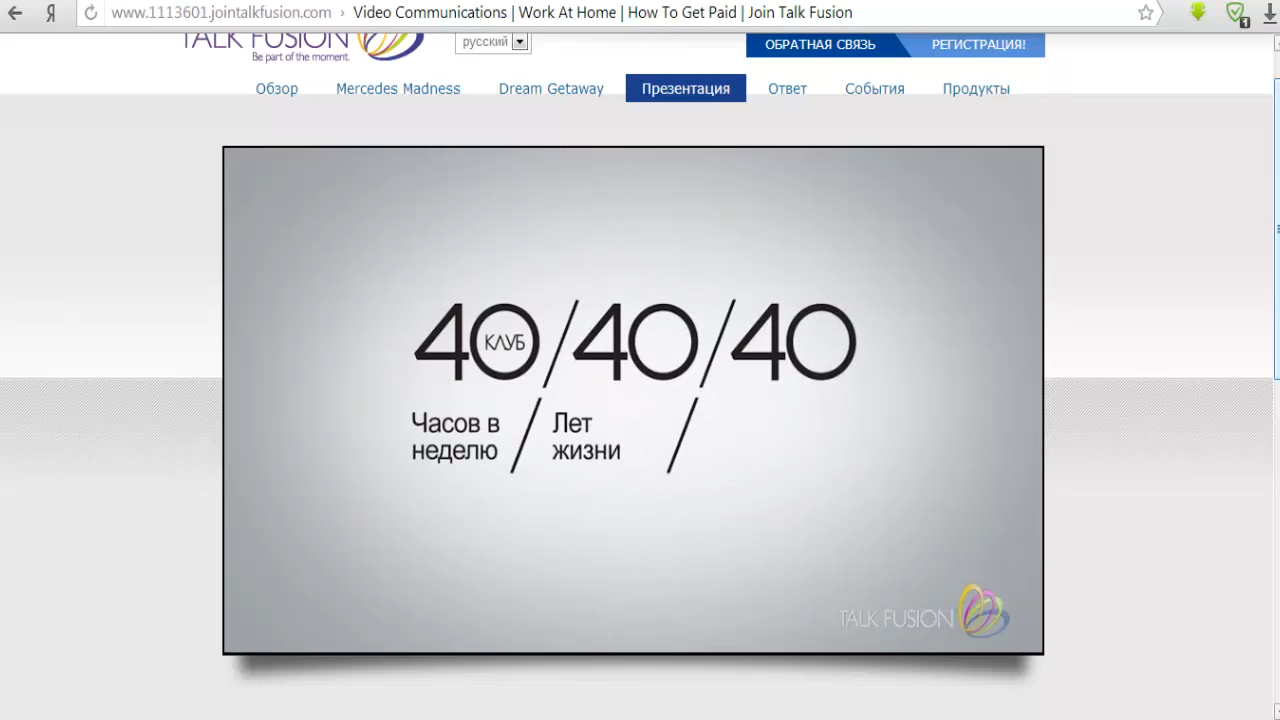 Я
www.1113601.jointalkfusion.com › Video Communications | Work At Home | How To Get Paid | Join Talk Fusion
1
TALK FUSION
Be part of the moment.
русский
ОБРАТНАЯ СВЯЗЬ
РЕГИСТРАЦИЯ!
Обзор
Mercedes Madness
Dream Getaway
Презентация
Ответ
События
Продукты
40/40/40
КЛУБ
Часов в
неделю
Лет
жизни
TALK FUSION